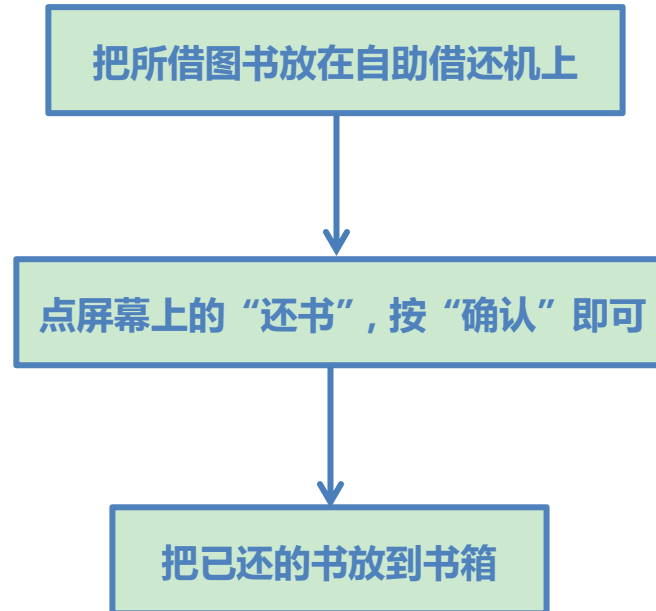 把所借图书放在自助借还机上
点屏幕上的“还书”,按“确认”即可
把已还的书放到书箱